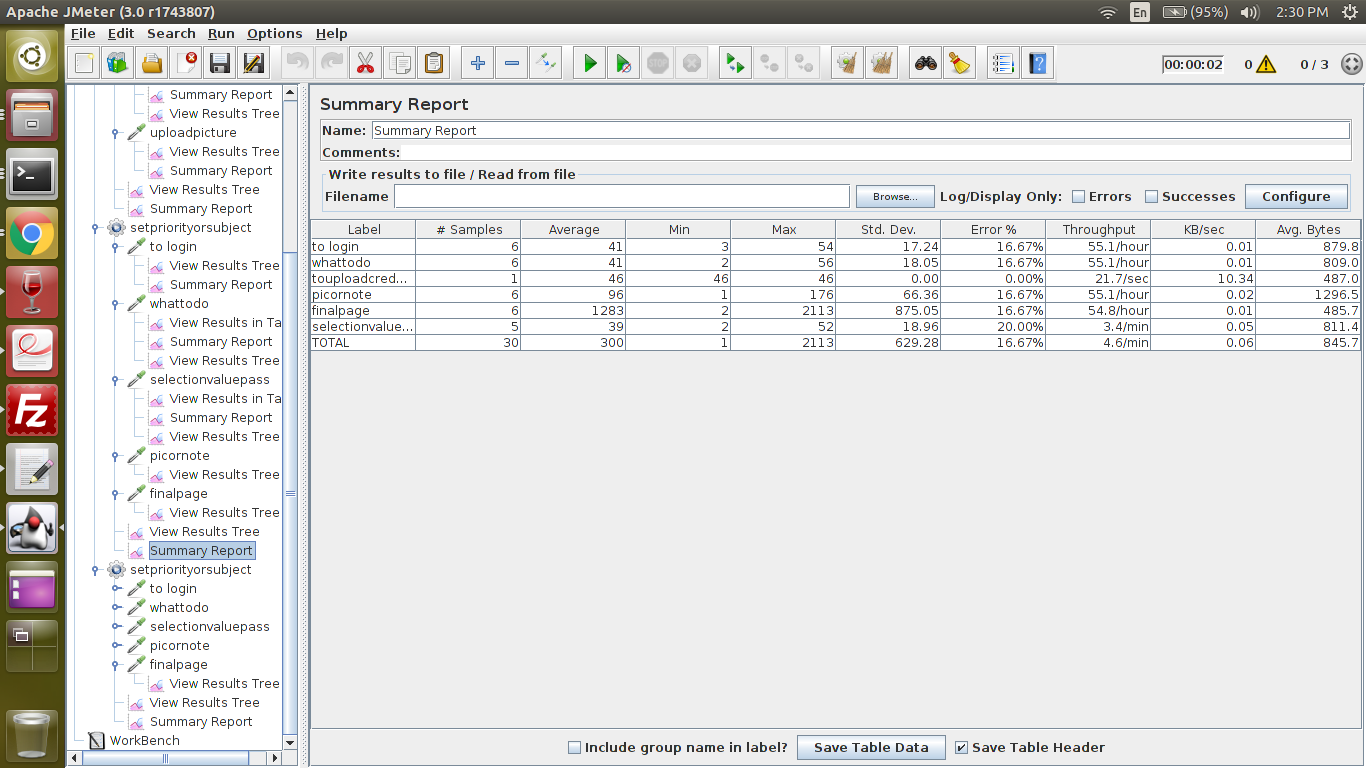 Apache JMeter (3.0 r1743807)
En
(95%)
2:30 PM
File Edit Search Run Options Help
00:00:02
0
0 / 3
Summary Report
View Results Tree
uploadpicture
View Results Tree
Summary Report
View Results Tree
Summary Report
setpriorityorsubject
to login
View Results Tree
Summary Report
whattodo
View Results in Ta
Summary Report
View Results Tree
selectionvaluepass
View Results in Ta
Summary Report
View Results Tree
picornote
View Results Tree
finalpage
View Results Tree
View Results Tree
Summary Report
setpriorityorsubject
to login
whattodo
selectionvaluepass
picornote
finalpage
View Results Tree
View Results Tree
Summary Report
WorkBench
Summary Report
Name: Summary Report
Comments:
Write results to file / Read from file
Filename Browse... Log/Display Only: Errors Successes Configure
Label # Samples Average Min Max Std. Dev. Error % Throughput KB/sec Avg. Bytes
to login 6 41 3 54 17.24 16.67% 55.1/hour 0.01 879.8
whattodo 6 41 2 56 18.05 16.67% 55.1/hour 0.01 809.0
touploadcred... 1 46 46 46 0.00 0.00% 21.7/sec 10.34 487.0
picornote 6 96 1 176 66.36 16.67% 55.1/hour 0.02 1296.5
finalpage 6 1283 2 2113 875.05 16.67% 54.8/hour 0.01 485.7
selectionvalue... 5 39 2 52 18.96 20.00% 3.4/min 0.05 811.4
TOTAL 30 300 1 2113 629.28 16.67% 4.6/min 0.06 845.7
Include group name in label? Save Table Data Save Table Header